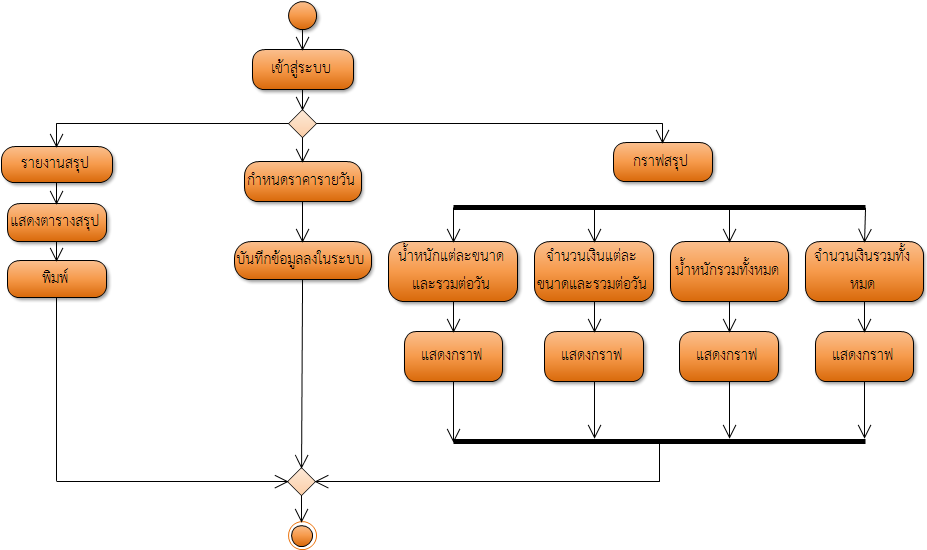 เข้าสู่ระบบ
รายงานสรุป
กำหนดราคารายวัน
กราฟสรุป
แสดงตารางสรุป
บันทึกข้อมูลลงในระบบ
พิมพ์
น้ำหนักแต่ละขนาด
และรวมต่อวัน
จำนวนเงินแต่ละ
ขนาดและรวมต่อวัน
น้ำหนักรวมทั้งหมด
จำนวนเงินรวมทั้ง
หมด
แสดงกราฟ
แสดงกราฟ
แสดงกราฟ
แสดงกราฟ